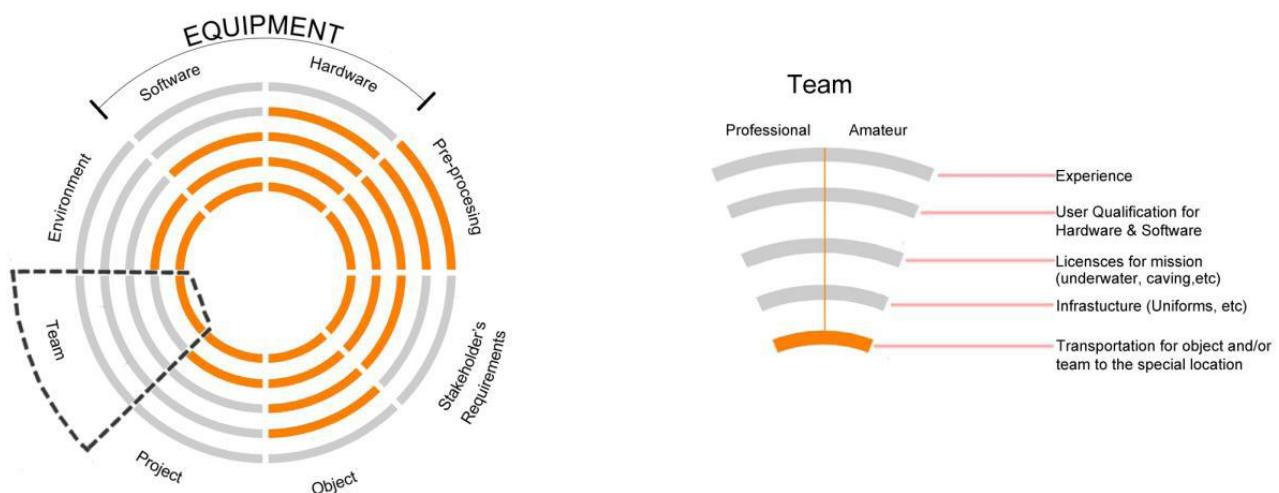 EQUIPMENT
Software
Hardware
Environment
Pre-procesing
Team
Stakeholder's
Requirements
Project
Object
Team
Professional
Amateur
Experience
User Qualification for
Hardware & Software
Licensces for mission
(underwater, caving,etc)
Infrastucture (Uniforms, etc)
Transportation for object and/or
team to the special location